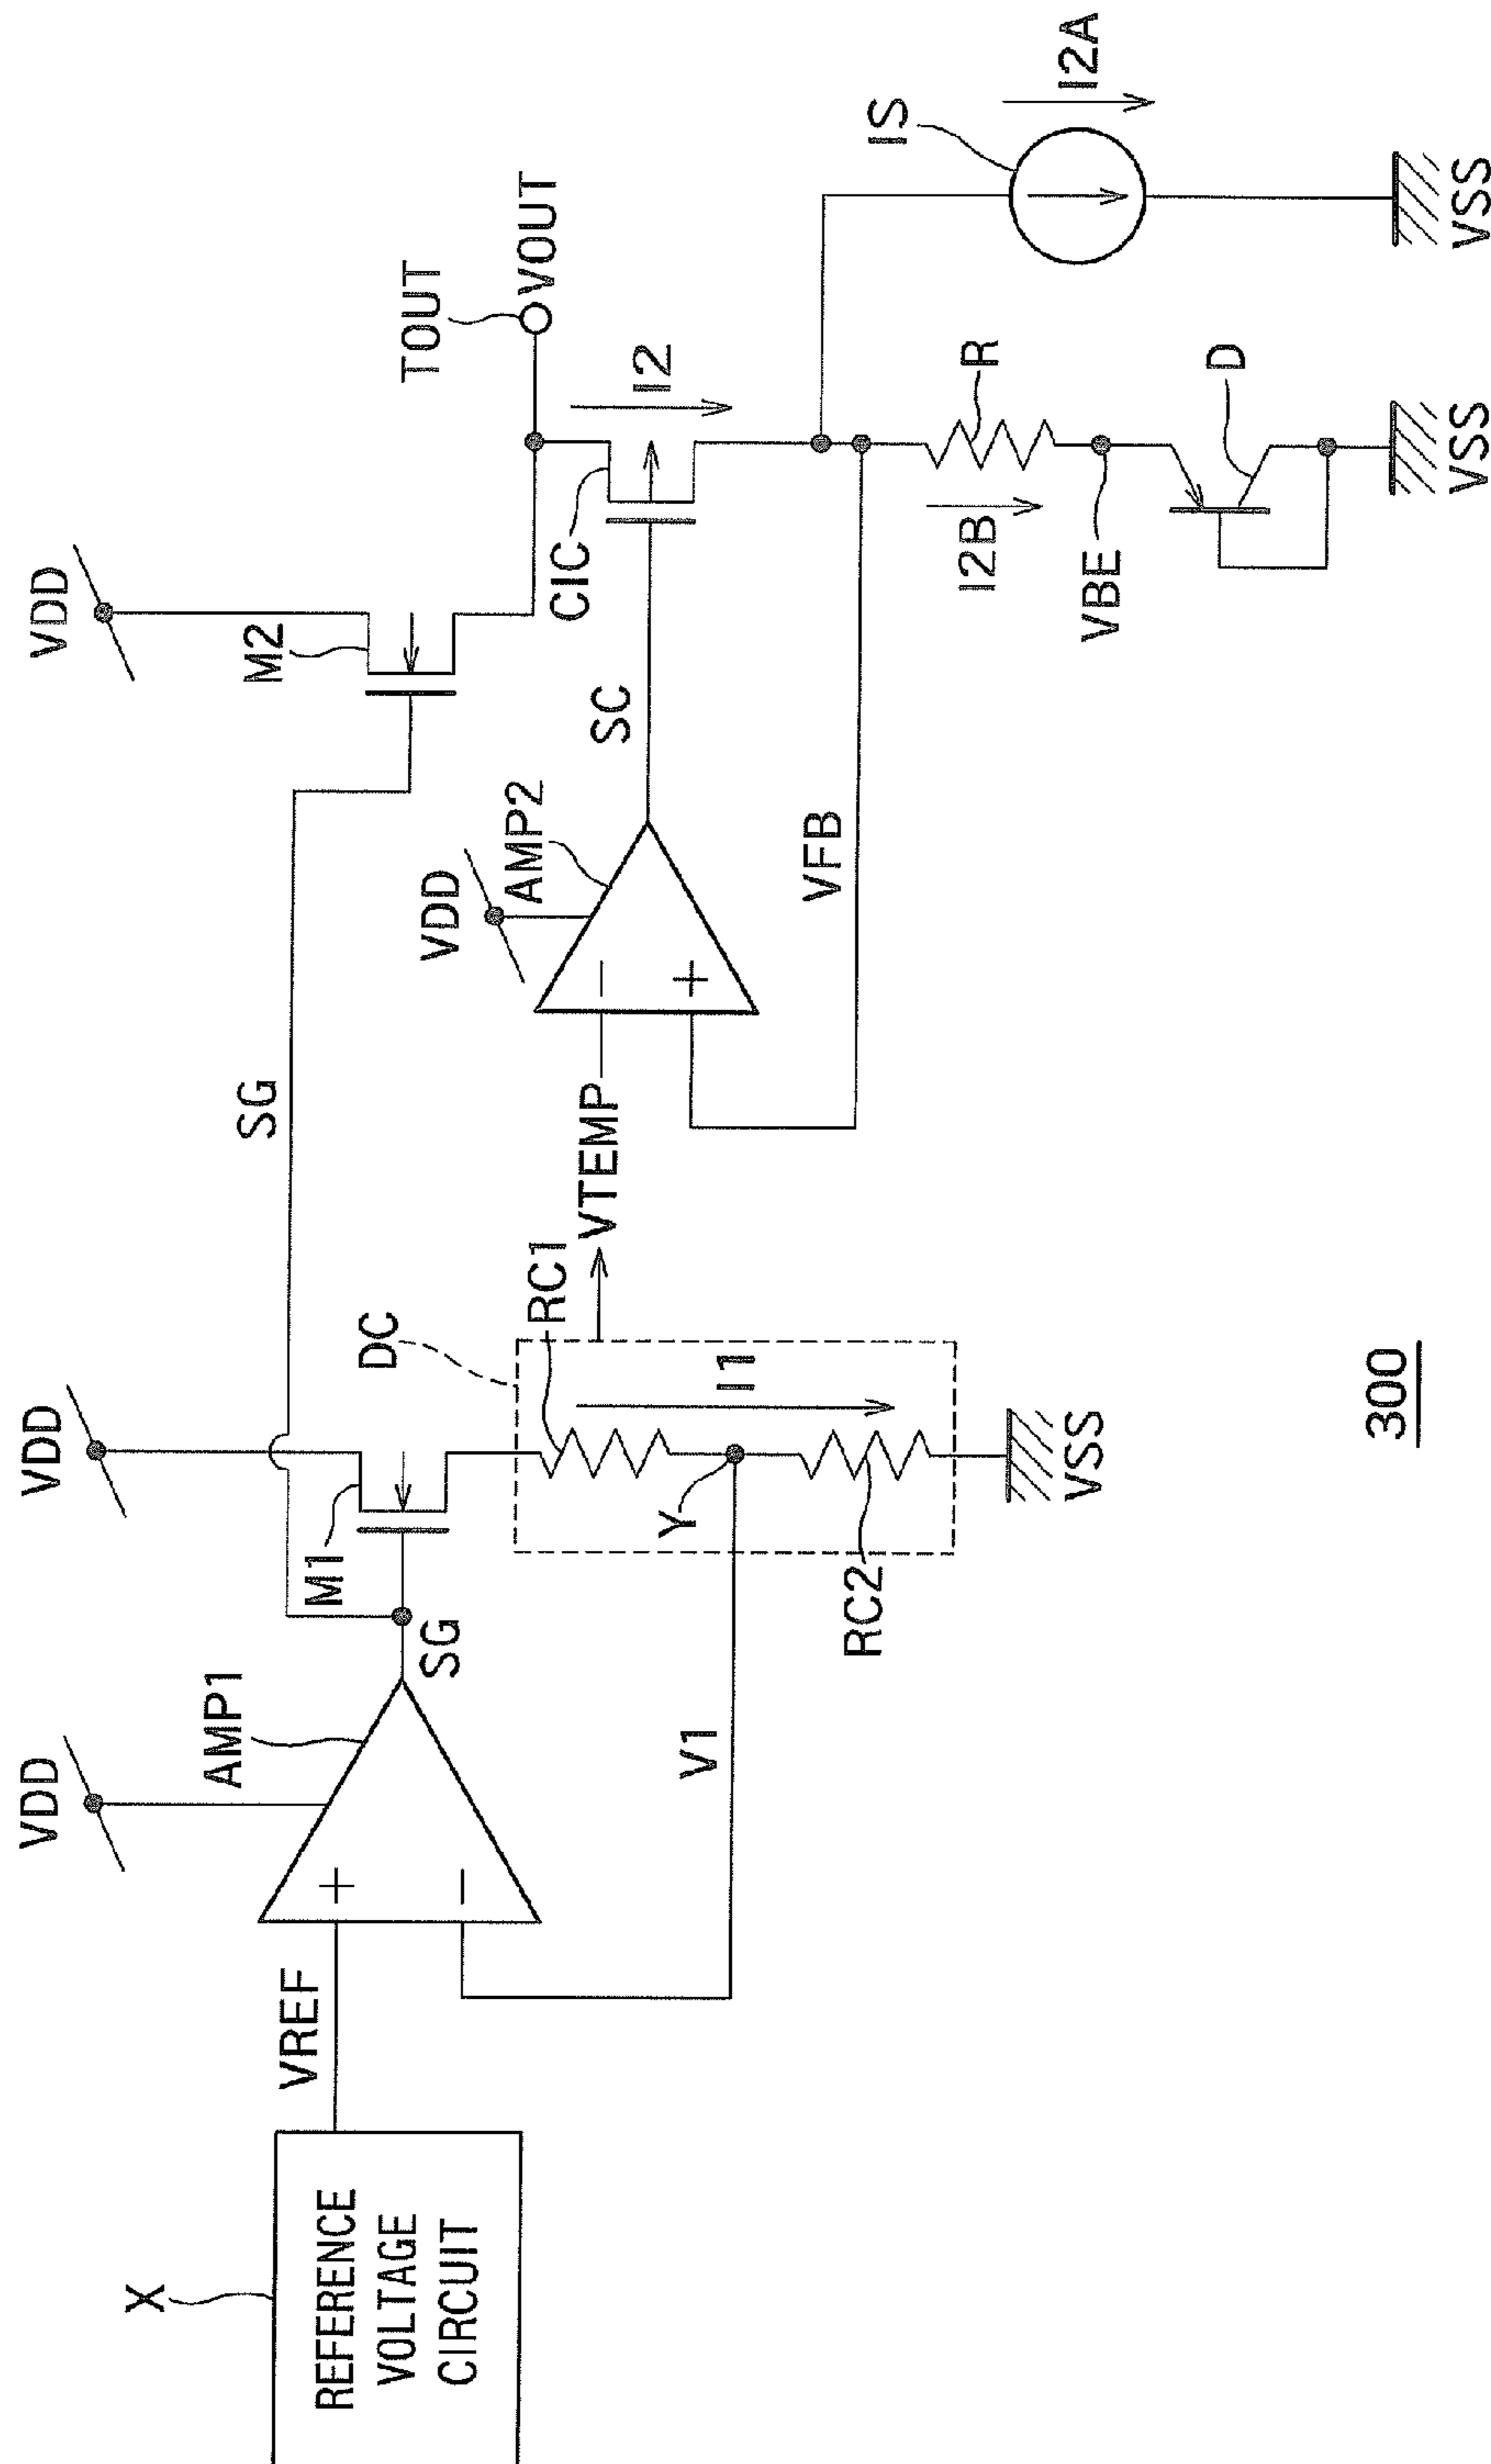 X
REFERENCE
VOLTAGE
CIRCUIT
VREF
VDD
AMP1
+
−
SG
V1
VDD
M1
DC
RC1
I1
Y
RC2
VSS
SG
VTEMP
VDD
AMP2
−
+
SC
VFB
VDD
M2
TOUT
VOUT
CIC
I2
I2B
R
VBE
D
VSS
IS
I2A
VSS
300